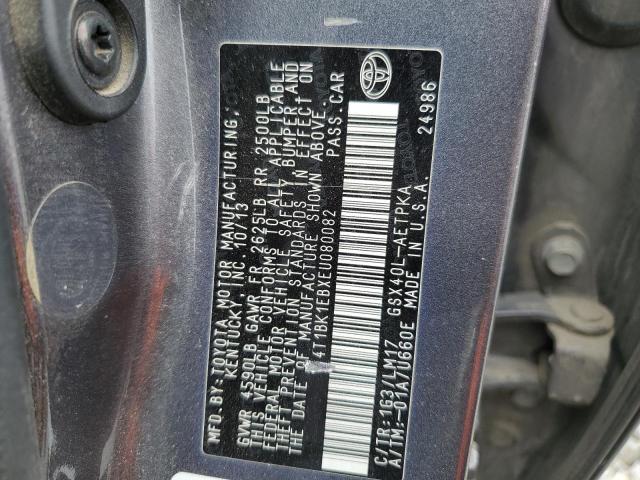 MFD. BY: TOYOTA MOTOR MANUFACTURING,
KENTUCKY, INC. 10/13
GVWR 4590LB GAWR FR 2625LB RR 2500LB
THIS VEHICLE CONFORMS TO ALL APPLICABLE
FEDERAL MOTOR VEHICLE SAFETY, BUMPER AND
THEFT PREVENTION STANDARDS IN EFFECT ON
THE DATE OF MANUFACTURE SHOWN ABOVE.
4T1BK1EBXEU080082 PASS. CAR
C/TR: 1G3/LM17 GSX40L-AETPKA
A/TM: -01A/U660E MADE IN U.S.A.
24986